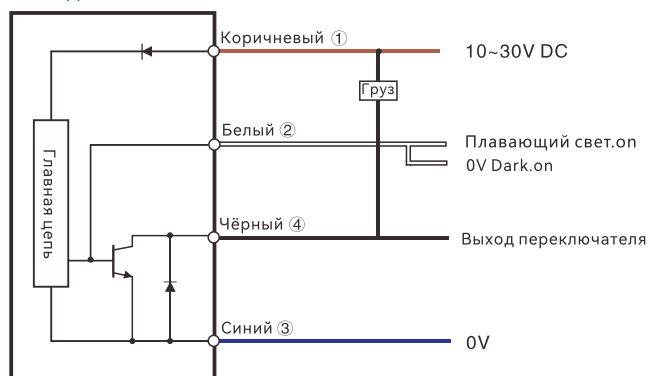 Коричневый ①
10~30V DC
Груз
Белый ②
Плавающий свет.on
0V Dark.on
Главная цепь
Чёрный ④
Выход переключателя
Синий ③
0V